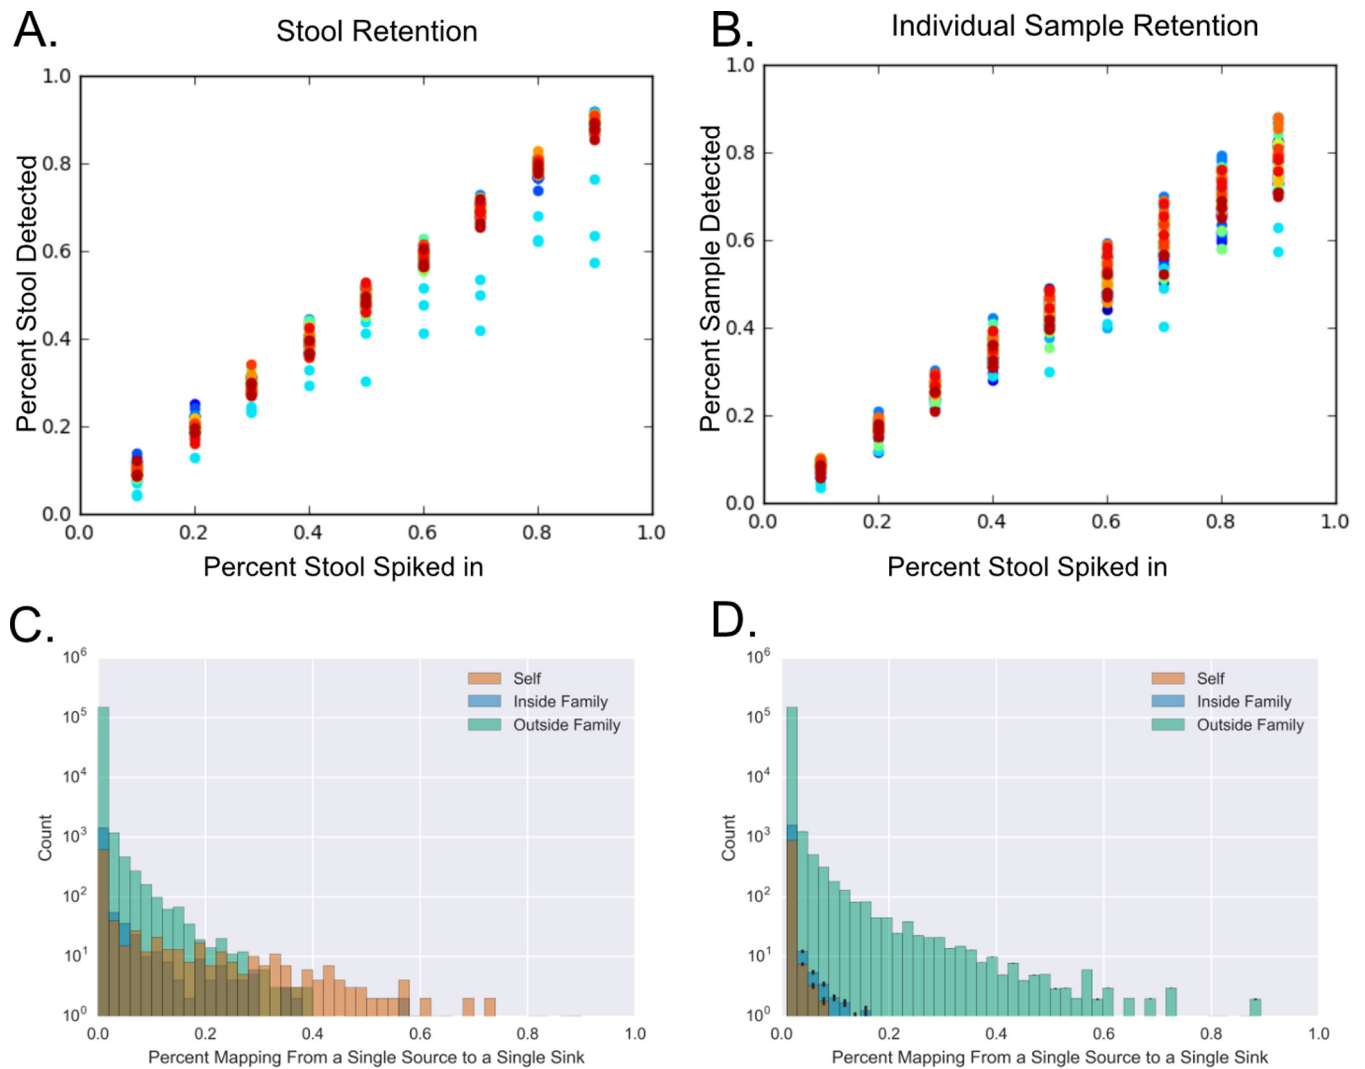 A.
Stool Retention
1.0
0.8
0.6
0.4
0.2
0.0
Percent Stool Detected
0.0 0.2 0.4 0.6 0.8 1.0
Percent Stool Spiked in
B.
Individual Sample Retention
1.0
0.8
0.6
0.4
0.2
0.0
Percent Sample Detected
0.0 0.2 0.4 0.6 0.8 1.0
Percent Stool Spiked in
C.
10⁶
10⁵
10⁴
10³
10²
10¹
10⁰
Count
Self
Inside Family
Outside Family
0.0 0.2 0.4 0.6 0.8 1.0
Percent Mapping From a Single Source to a Single Sink
D.
10⁶
10⁵
10⁴
10³
10²
10¹
10⁰
Count
Self
Inside Family
Outside Family
0.0 0.2 0.4 0.6 0.8 1.0
Percent Mapping From a Single Source to a Single Sink